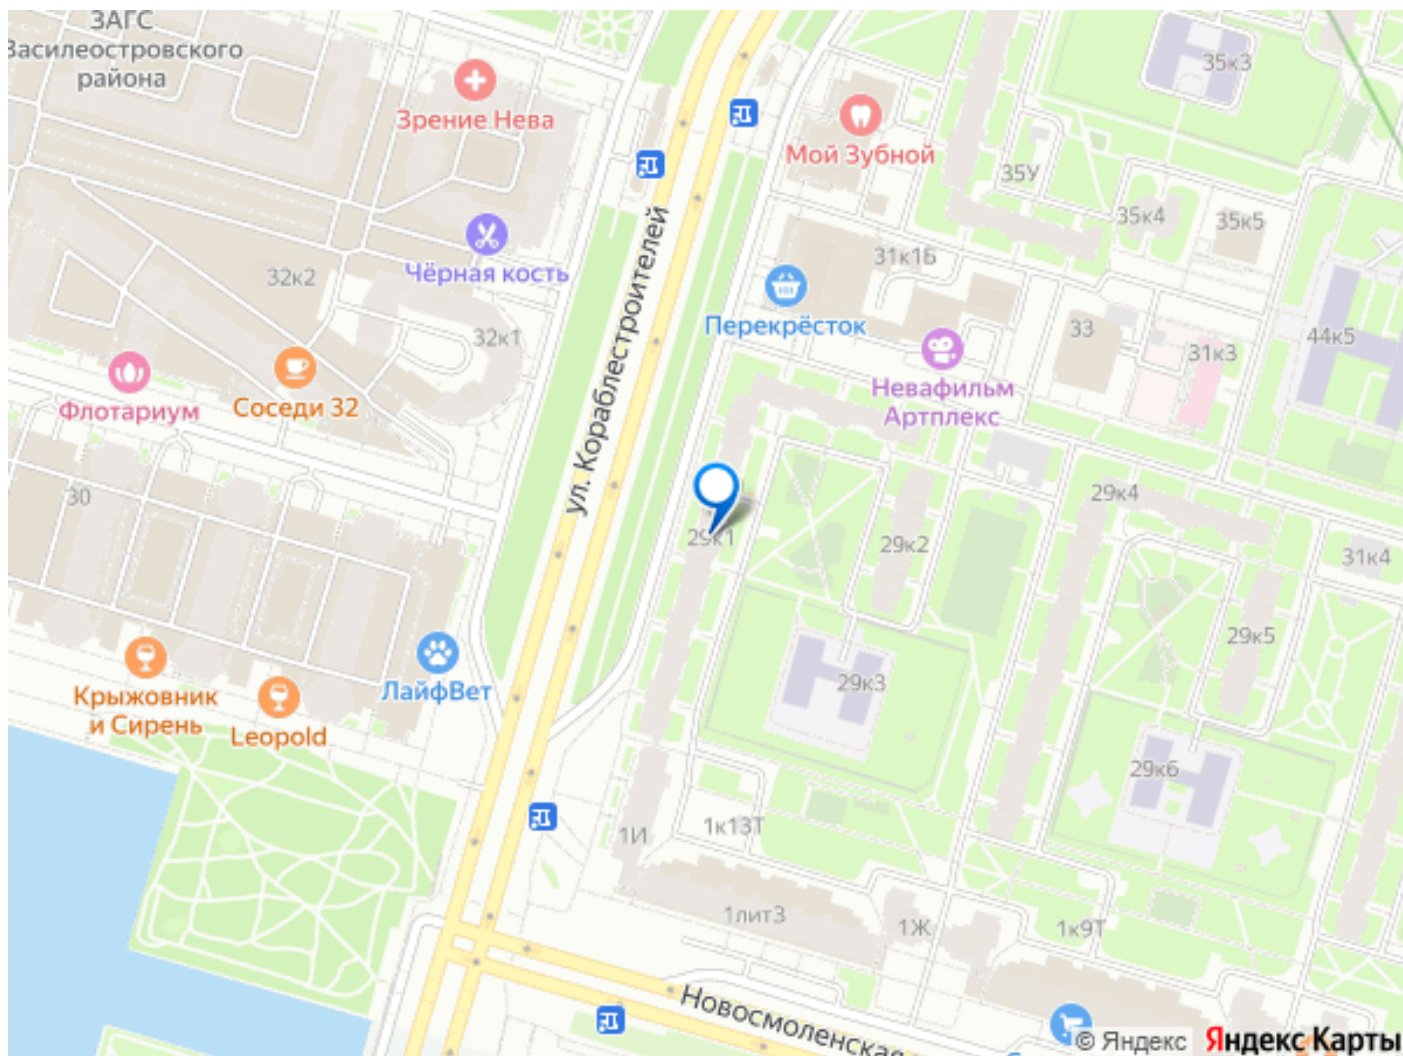 ЗАГС
Василеостровского
района
Зрение Нева
Мой Зубной
35к3
35У
35к4
35к5
Чёрная кость
32к2
32к1
31к1Б
Перекрёсток
33
31к3
44к5
Невафильм
Артплекс
Флотариум
Соседи 32
ул. Кораблестроителей
30
29к1
29к2
29к4
31к4
29к5
29к3
29к6
Крыжовник
и Сирень
Leopold
ЛайфВет
1И
1к13Т
1литЗ
1Ж
1к9Т
Новосмоленская
© Яндекс
Яндекс Карты